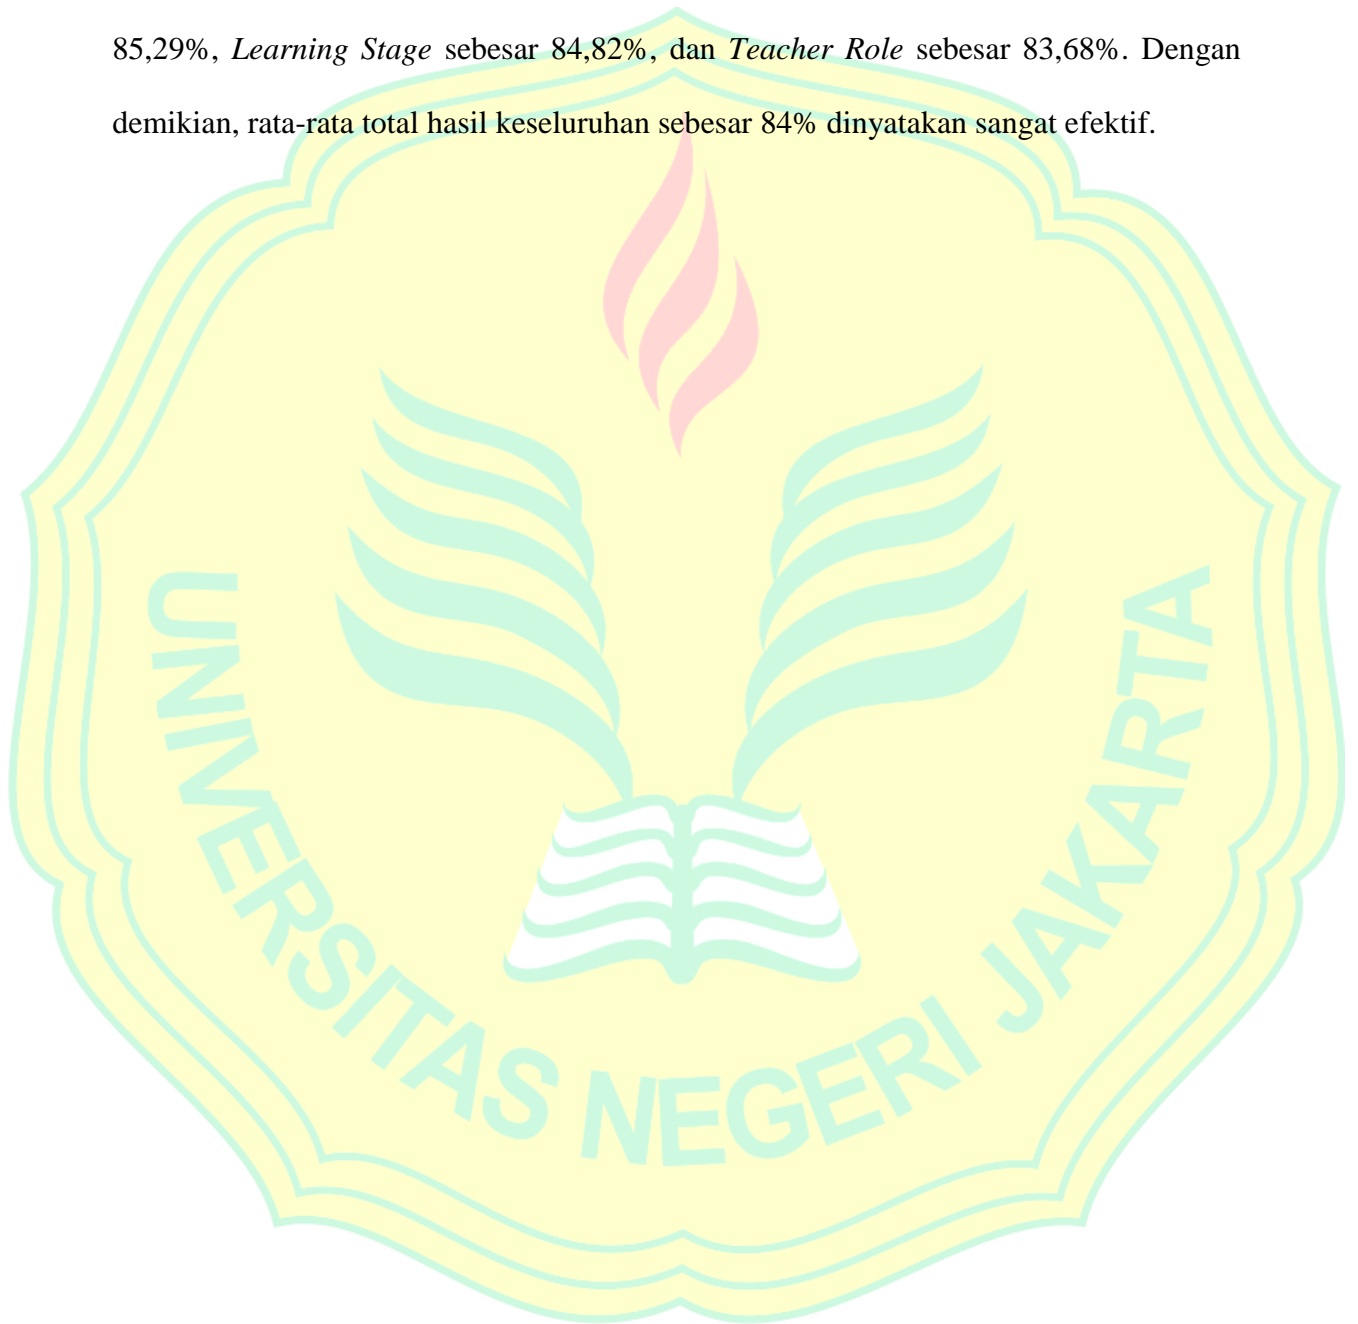 85,29%, Learning Stage sebesar 84,82%, dan Teacher Role sebesar 83,68%. Dengan
demikian, rata-rata total hasil keseluruhan sebesar 84% dinyatakan sangat efektif.
UNIVERSITAS NEGERI JAKARTA